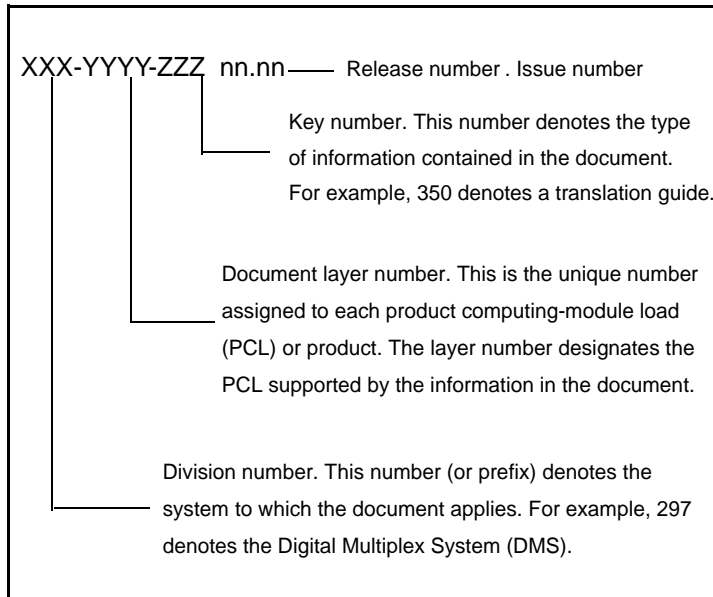 XXX-YYYY-ZZZ nn.nn Release number . Issue number
Key number. This number denotes the type
of information contained in the document.
For example, 350 denotes a translation guide.
Document layer number. This is the unique number
assigned to each product computing-module load
(PCL) or product. The layer number designates the
PCL supported by the information in the document.
Division number. This number (or prefix) denotes the
system to which the document applies. For example, 297
denotes the Digital Multiplex System (DMS).